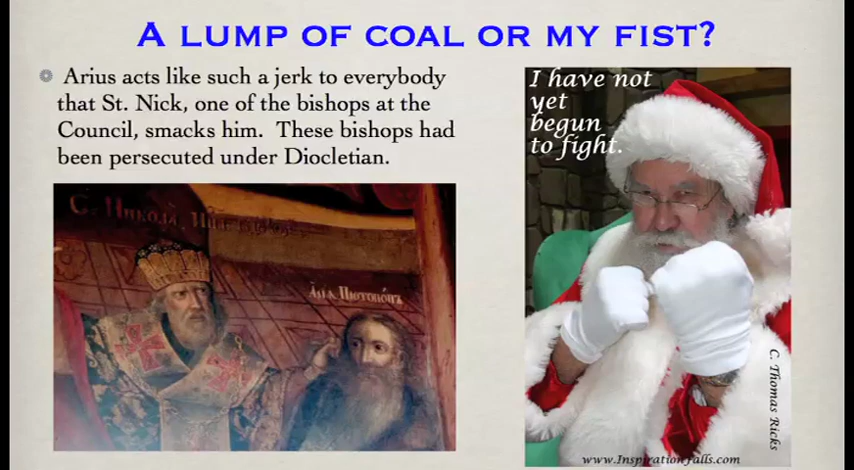 A LUMP OF COAL OR MY FIST?
Arius acts like such a jerk to everybody
that St. Nick, one of the bishops at the
Council, smacks him. These bishops had
been persecuted under Diocletian.
I have not
yet
begun
to fight.
C. Thomas Ricks
www.InspirationFalls.com